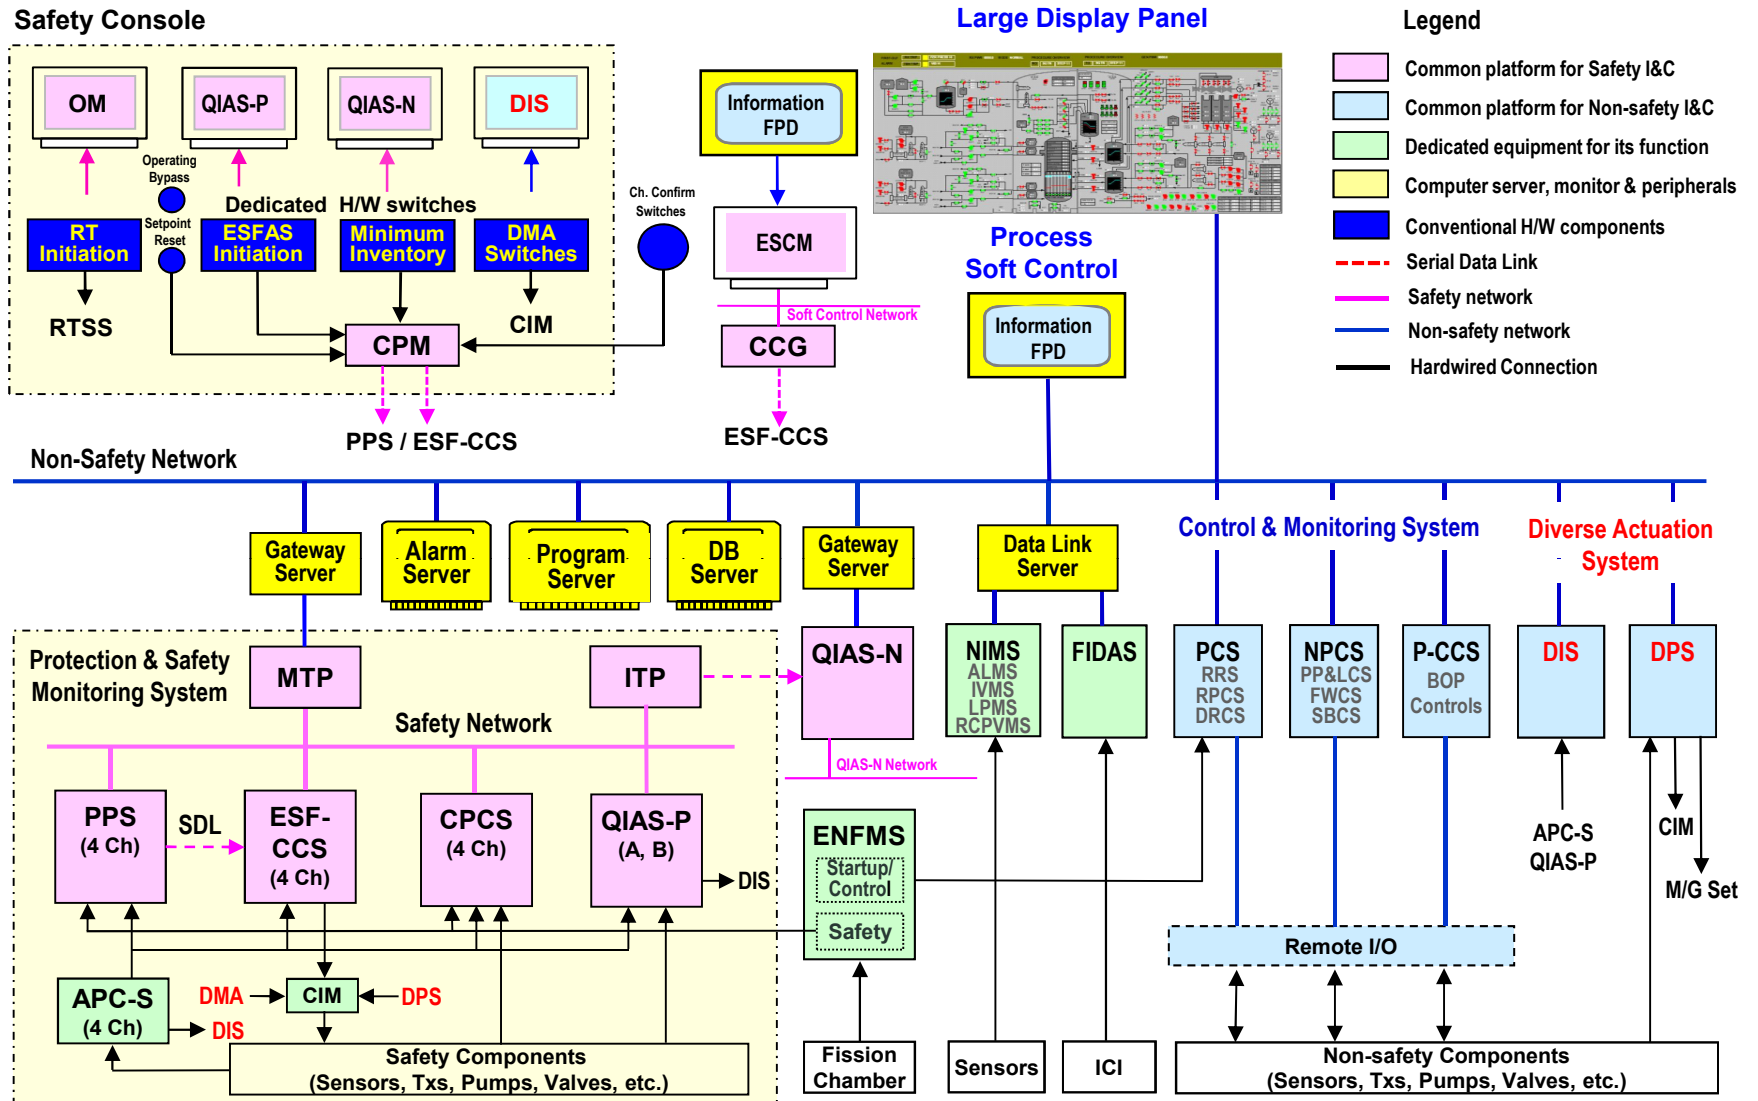 Safety Console
Large Display Panel
Legend
OM
QIAS-P
QIAS-N
DIS
Operating
Bypass
Setpoint
Reset
Dedicated H/W switches
RT
Initiation
ESFAS
Initiation
Minimum
Inventory
DMA
Switches
RTSS
CIM
CPM
PPS / ESF-CCS
Ch. Confirm
Switches
Information
FPD
ESCM
Soft Control Network
CCG
ESF-CCS
Process
Soft Control
Information
FPD
Common platform for Safety I&C
Common platform for Non-safety I&C
Dedicated equipment for its function
Computer server, monitor & peripherals
Conventional H/W components
Serial Data Link
Safety network
Non-safety network
Hardwired Connection
Non-Safety Network
Gateway
Server
Alarm
Server
Program
Server
DB
Server
Gateway
Server
Data Link
Server
Control & Monitoring System
Diverse Actuation
System
Protection & Safety
Monitoring System
MTP
ITP
Safety Network
QIAS-N
QIAS-N Network
NIMS
ALMS
IVMS
LPMS
RCPVMS
FIDAS
PCS
RRS
RPCS
DRCS
NPCS
PP&LCS
FWCS
SBCS
P-CCS
BOP
Controls
DIS
DPS
PPS
(4 Ch)
SDL
ESF-
CCS
(4 Ch)
CPCS
(4 Ch)
QIAS-P
(A, B)
DIS
ENFMS
Startup/
Control
Safety
APC-S
QIAS-P
CIM
M/G Set
Remote I/O
APC-S
(4 Ch)
DIS
DMA
CIM
DPS
Safety Components
(Sensors, Txs, Pumps, Valves, etc.)
Fission
Chamber
Sensors
ICI
Non-safety Components
(Sensors, Txs, Pumps, Valves, etc.)